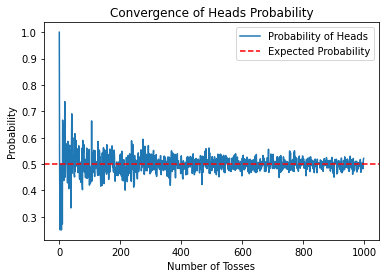 Convergence of Heads Probability
Probability of Heads
Expected Probability
1.0
0.9
0.8
0.7
0.6
0.5
0.4
0.3
Probability
0 200 400 600 800 1000
Number of Tosses